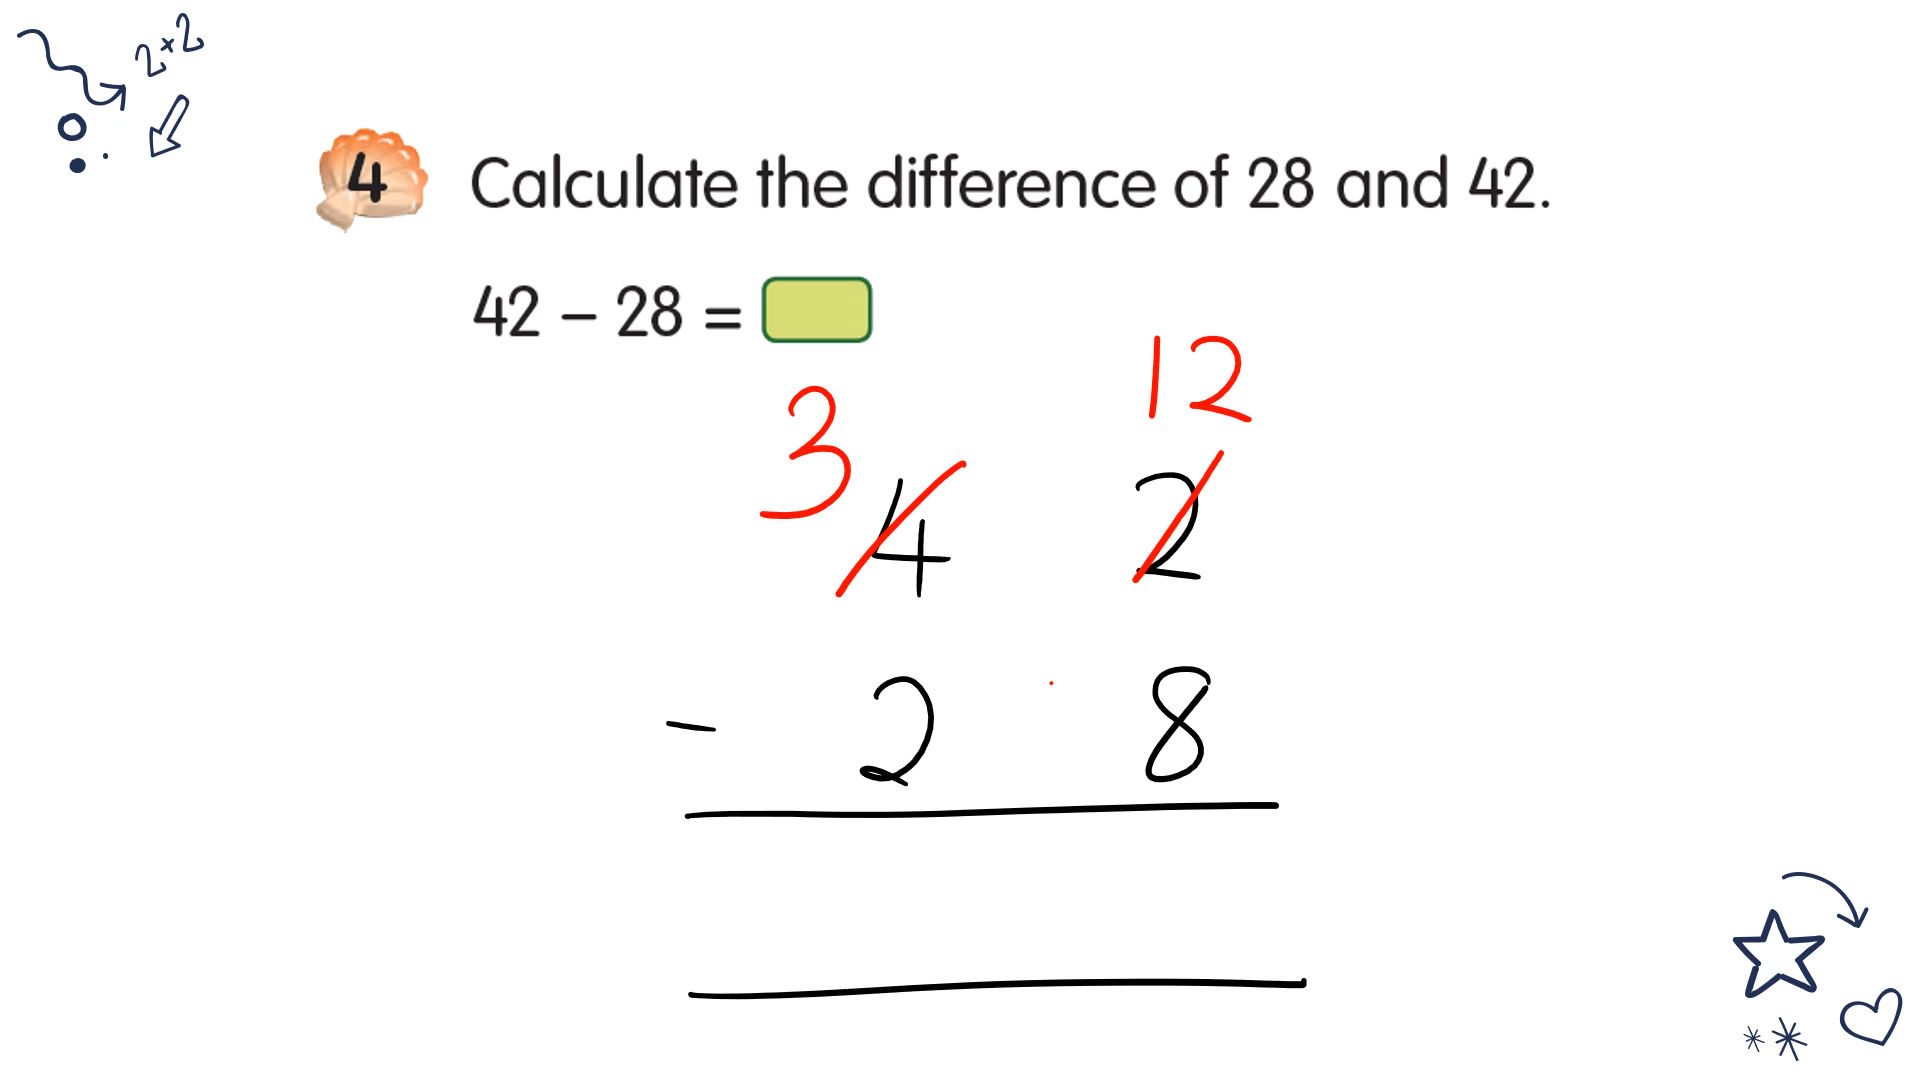 2×2
4 Calculate the difference of 28 and 42.
42 – 28 =
3 12
4 2
– 2 8